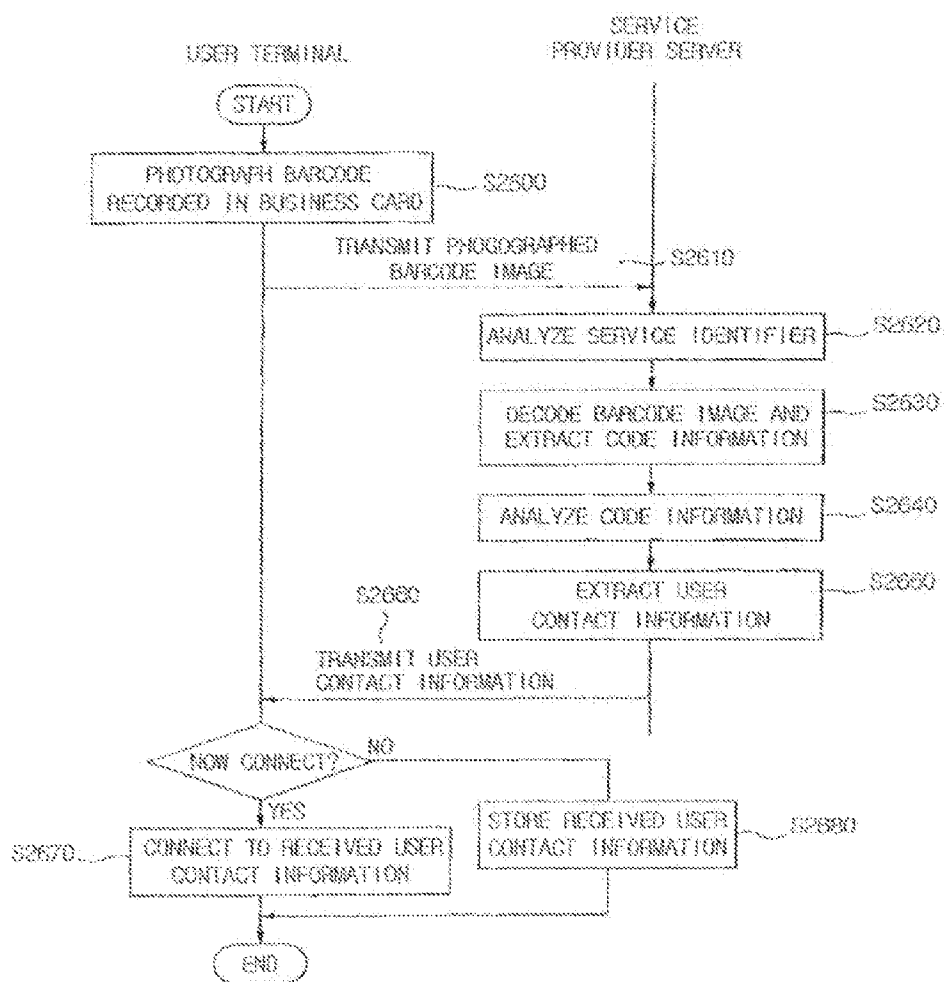 USER TERMINAL
SERVICE
PROVIDER SERVER
START
PHOTOGRAPH BARCODE
RECORDED IN BUSINESS CARD
S2600
TRANSMIT PHOGOGRAPHED
BARCODE IMAGE
S2610
ANALYZE SERVICE IDENTIFIER
S2620
DECODE BARCODE IMAGE AND
EXTRACT CODE INFORMATION
S2630
ANALYZE CODE INFORMATION
S2640
EXTRACT USER
CONTACT INFORMATION
S2660
TRANSMIT USER
CONTACT INFORMATION
NOW CONNECT?
NO
YES
S2670
CONNECT TO RECEIVED USER
CONTACT INFORMATION
STORE RECEIVED USER
CONTACT INFORMATION
S2680
END